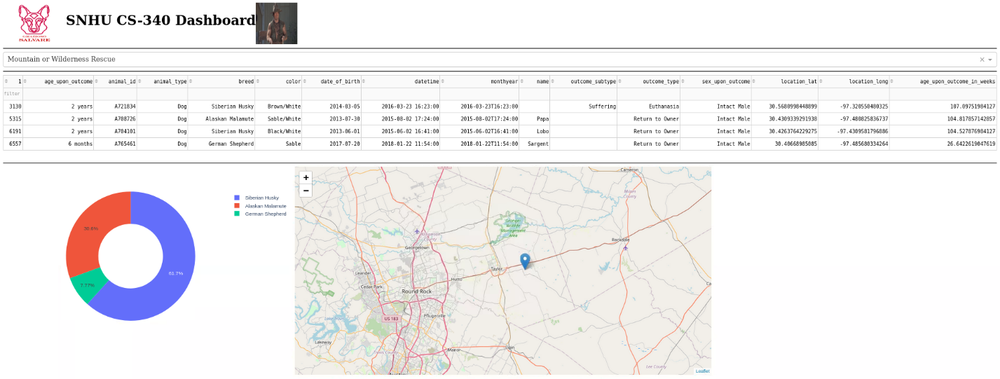 GRAZIOSO
SALVARE
SNHU CS-340 Dashboard
Mountain or Wilderness Rescue
1 age_upon_outcome animal_id animal_type breed color date_of_birth datetime monthyear name outcome_subtype outcome_type sex_upon_outcome location_lat location_long age_upon_outcome_in_weeks
filter
3130 2 years A721834 Dog Siberian Husky Brown/White 2014-03-05 2016-03-23 16:23:00 2016-03-23T16:23:00 Suffering Euthanasia Intact Male 30.5680998448899 -97.320550480325 107.09751984127
5315 2 years A708726 Dog Alaskan Malamute Sable/White 2013-07-30 2015-08-02 17:24:00 2015-08-02T17:24:00 Papa Return to Owner Intact Male 30.4309339291938 -97.480825836737 104.817857142857
6191 2 years A704101 Dog Siberian Husky Black/White 2013-06-01 2015-06-02 16:41:00 2015-06-02T16:41:00 Lobo Return to Owner Intact Male 30.4263764229275 -97.4309581796886 104.527876984127
6557 6 months A765461 Dog German Shepherd Sable 2017-07-20 2018-01-22 11:54:00 2018-01-22T11:54:00 Sargent Return to Owner Intact Male 30.40668985085 -97.485680334264 26.6422619047619
Siberian Husky
Alaskan Malamute
German Shepherd
30.6%
61.7%
7.77%
+
−
Cameron
Milam
County
Granger
Wildlife
Management
Area
Williamson
County
Rockdale
Georgetown
Taylor
Leander
Hutto
Cedar Park
Round Rock
Pflugerville
US 183
Lakeway
Manor
Elgin
Travis County
Lee County
Austin
Leaflet